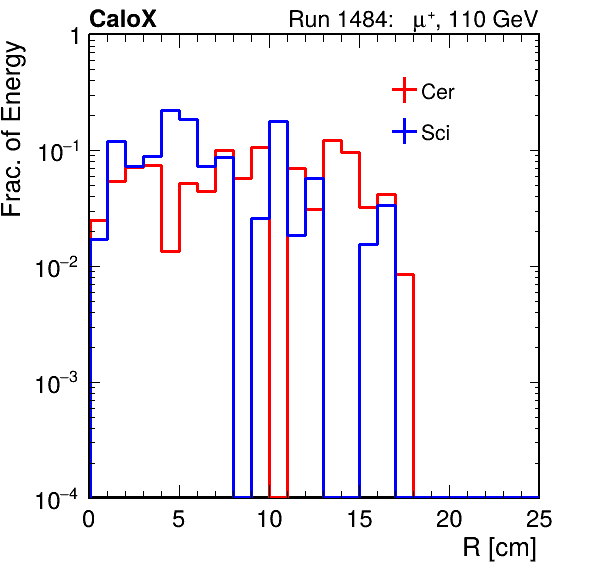 CaloX Run 1484: μ⁺, 110 GeV
Frac. of Energy
1
10⁻¹
10⁻²
10⁻³
10⁻⁴
Cer
Sci
0 5 10 15 20 25
R [cm]